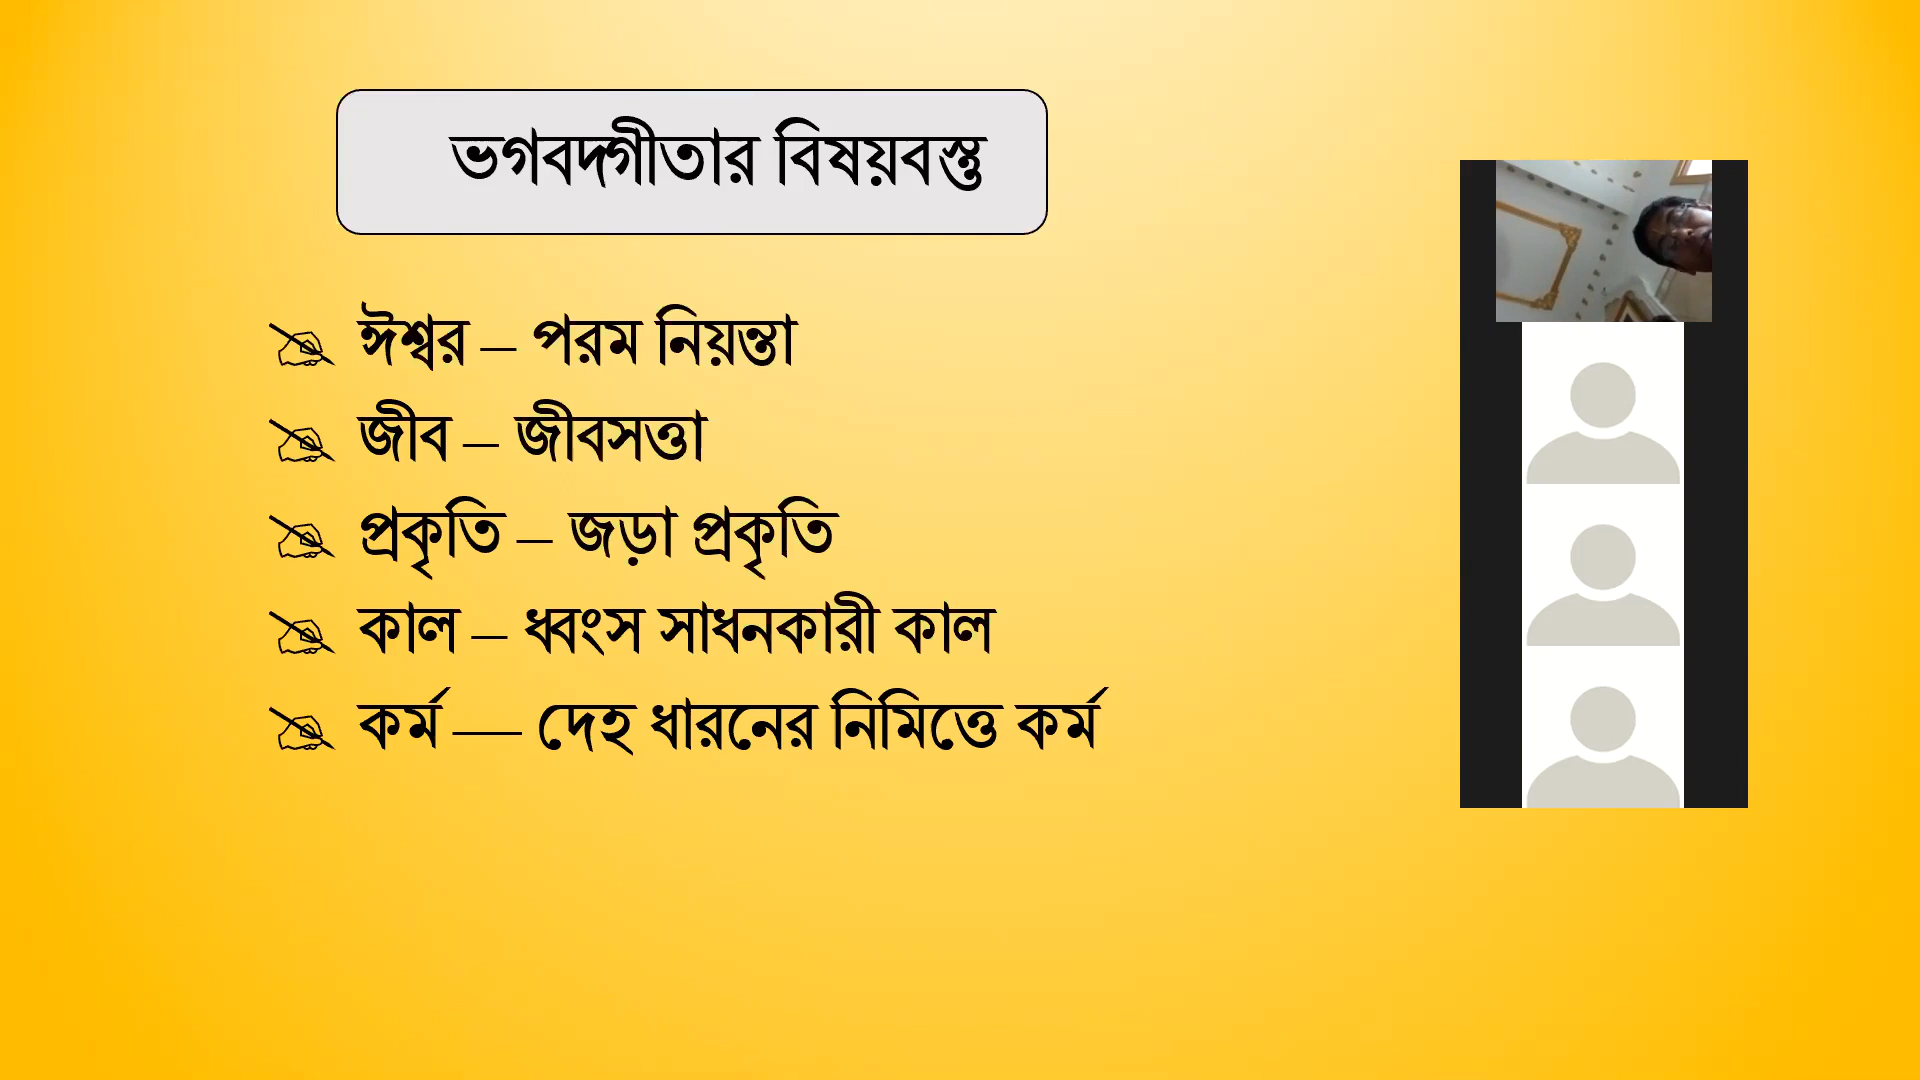 ভগবদ্গীতার বিষয়বস্তু
ঈশ্বর – পরম নিয়ন্তা
জীব – জীবসত্তা
প্রকৃতি – জড়া প্রকৃতি
কাল – ধ্বংস সাধনকারী কাল
কর্ম — দেহ ধারনের নিমিত্তে কর্ম